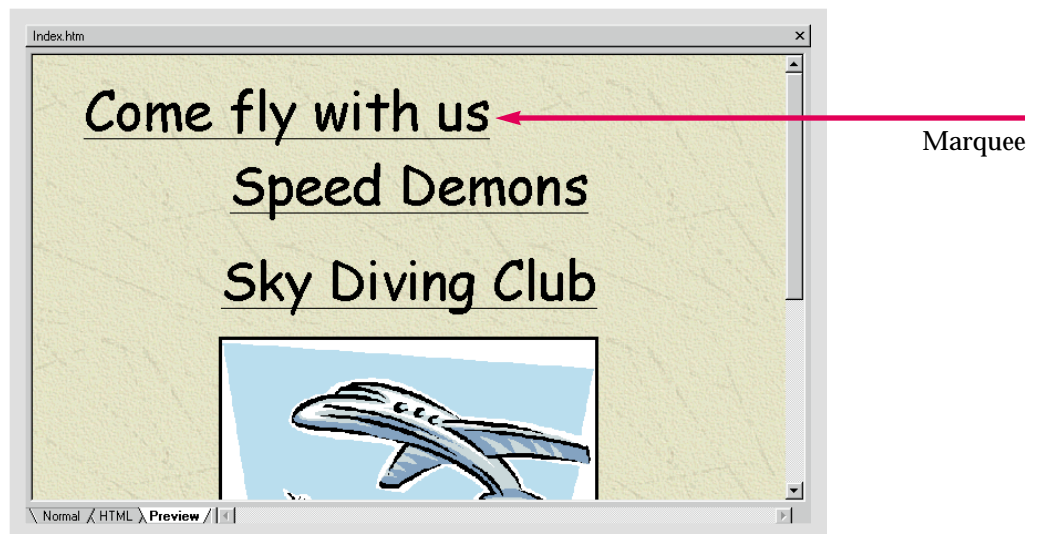 Index.htm
Come fly with us
Marquee
Speed Demons
Sky Diving Club
Normal HTML Preview